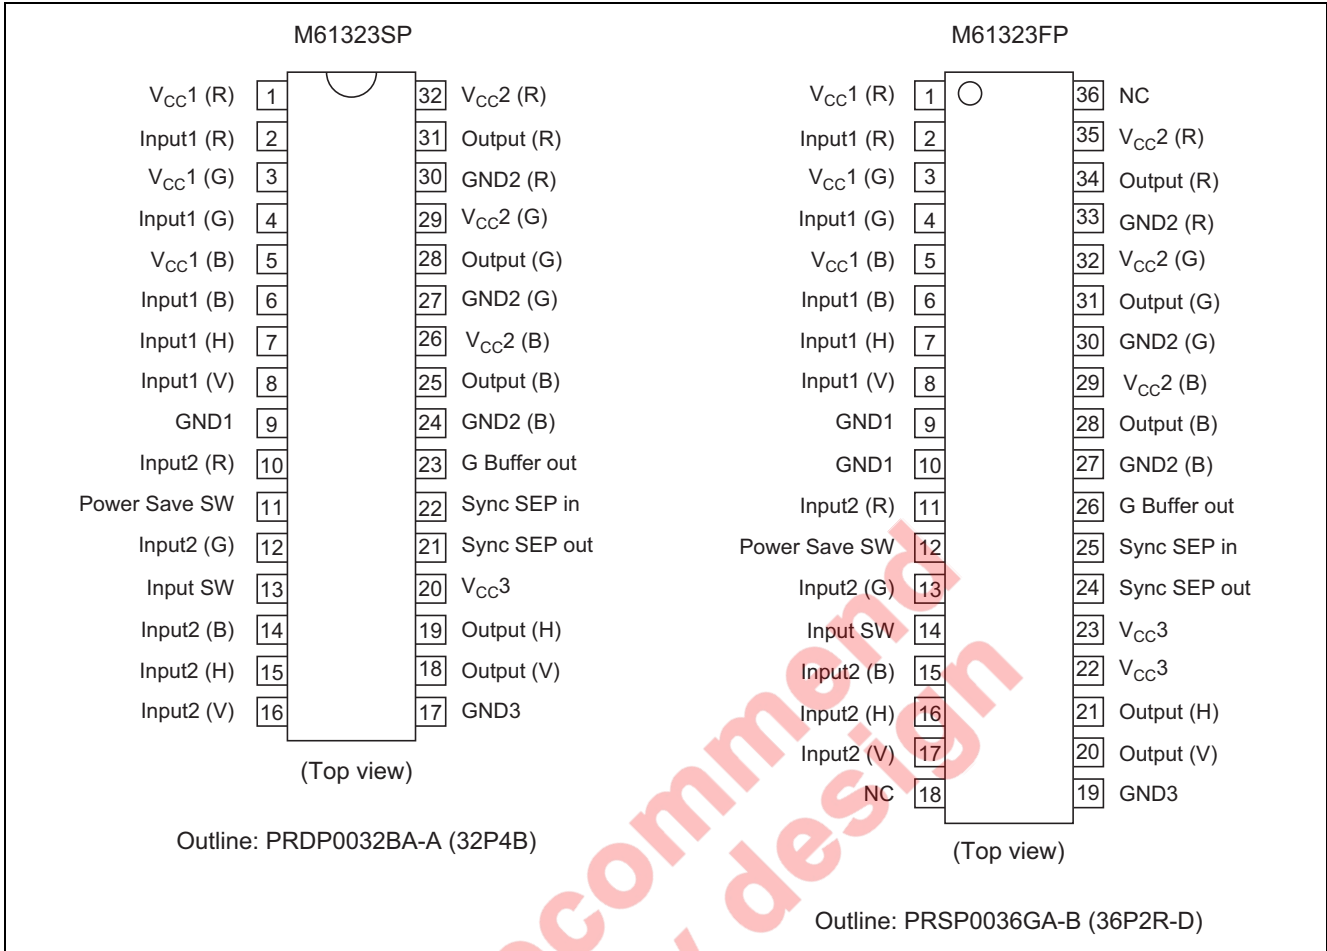 M61323SP
VCC1 (R) 1 32 VCC2 (R)
Input1 (R) 2 31 Output (R)
VCC1 (G) 3 30 GND2 (R)
Input1 (G) 4 29 VCC2 (G)
VCC1 (B) 5 28 Output (G)
Input1 (B) 6 27 GND2 (G)
Input1 (H) 7 26 VCC2 (B)
Input1 (V) 8 25 Output (B)
GND1 9 24 GND2 (B)
Input2 (R) 10 23 G Buffer out
Power Save SW 11 22 Sync SEP in
Input2 (G) 12 21 Sync SEP out
Input SW 13 20 VCC3
Input2 (B) 14 19 Output (H)
Input2 (H) 15 18 Output (V)
Input2 (V) 16 17 GND3
(Top view)
Outline: PRDP0032BA-A (32P4B)
M61323FP
VCC1 (R) 1 36 NC
Input1 (R) 2 35 VCC2 (R)
VCC1 (G) 3 34 Output (R)
Input1 (G) 4 33 GND2 (R)
VCC1 (B) 5 32 VCC2 (G)
Input1 (B) 6 31 Output (G)
Input1 (H) 7 30 GND2 (G)
Input1 (V) 8 29 VCC2 (B)
GND1 9 28 Output (B)
GND1 10 27 GND2 (B)
Input2 (R) 11 26 G Buffer out
Power Save SW 12 25 Sync SEP in
Input2 (G) 13 24 Sync SEP out
Input SW 14 23 VCC3
Input2 (B) 15 22 VCC3
Input2 (H) 16 21 Output (H)
Input2 (V) 17 20 Output (V)
NC 18 19 GND3
(Top view)
Outline: PRSP0036GA-B (36P2R-D)
design